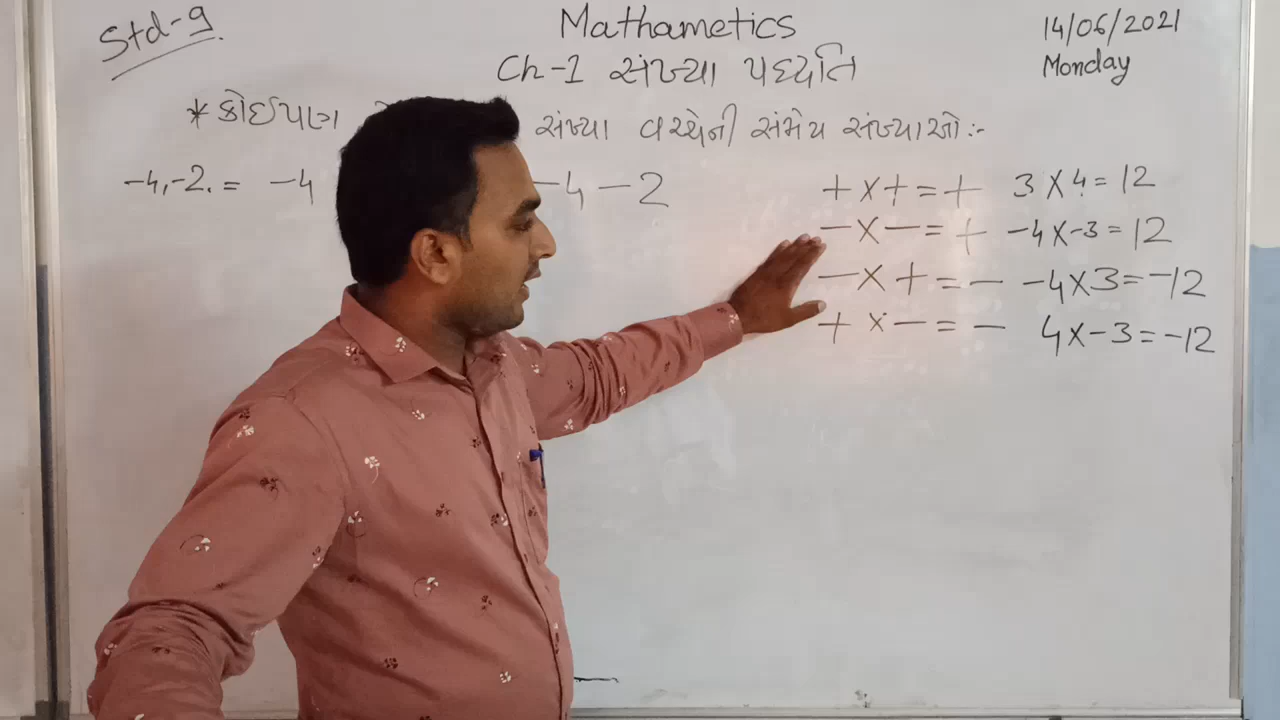 Std-9.
Mathametics
14/06/2021
Monday
Ch-1 સંખ્યા પદ્ધતિ
* કોઈપણ સંખ્યા વચ્ચેની સંમેય સંખ્યાઓ :-
-4,-2. = -4 -4 -2
+ x + = + 3 x 4 = 12
- x - = + -4 x -3 = 12
- x + = - -4 x 3 = -12
+ x - = - 4 x -3 = -12